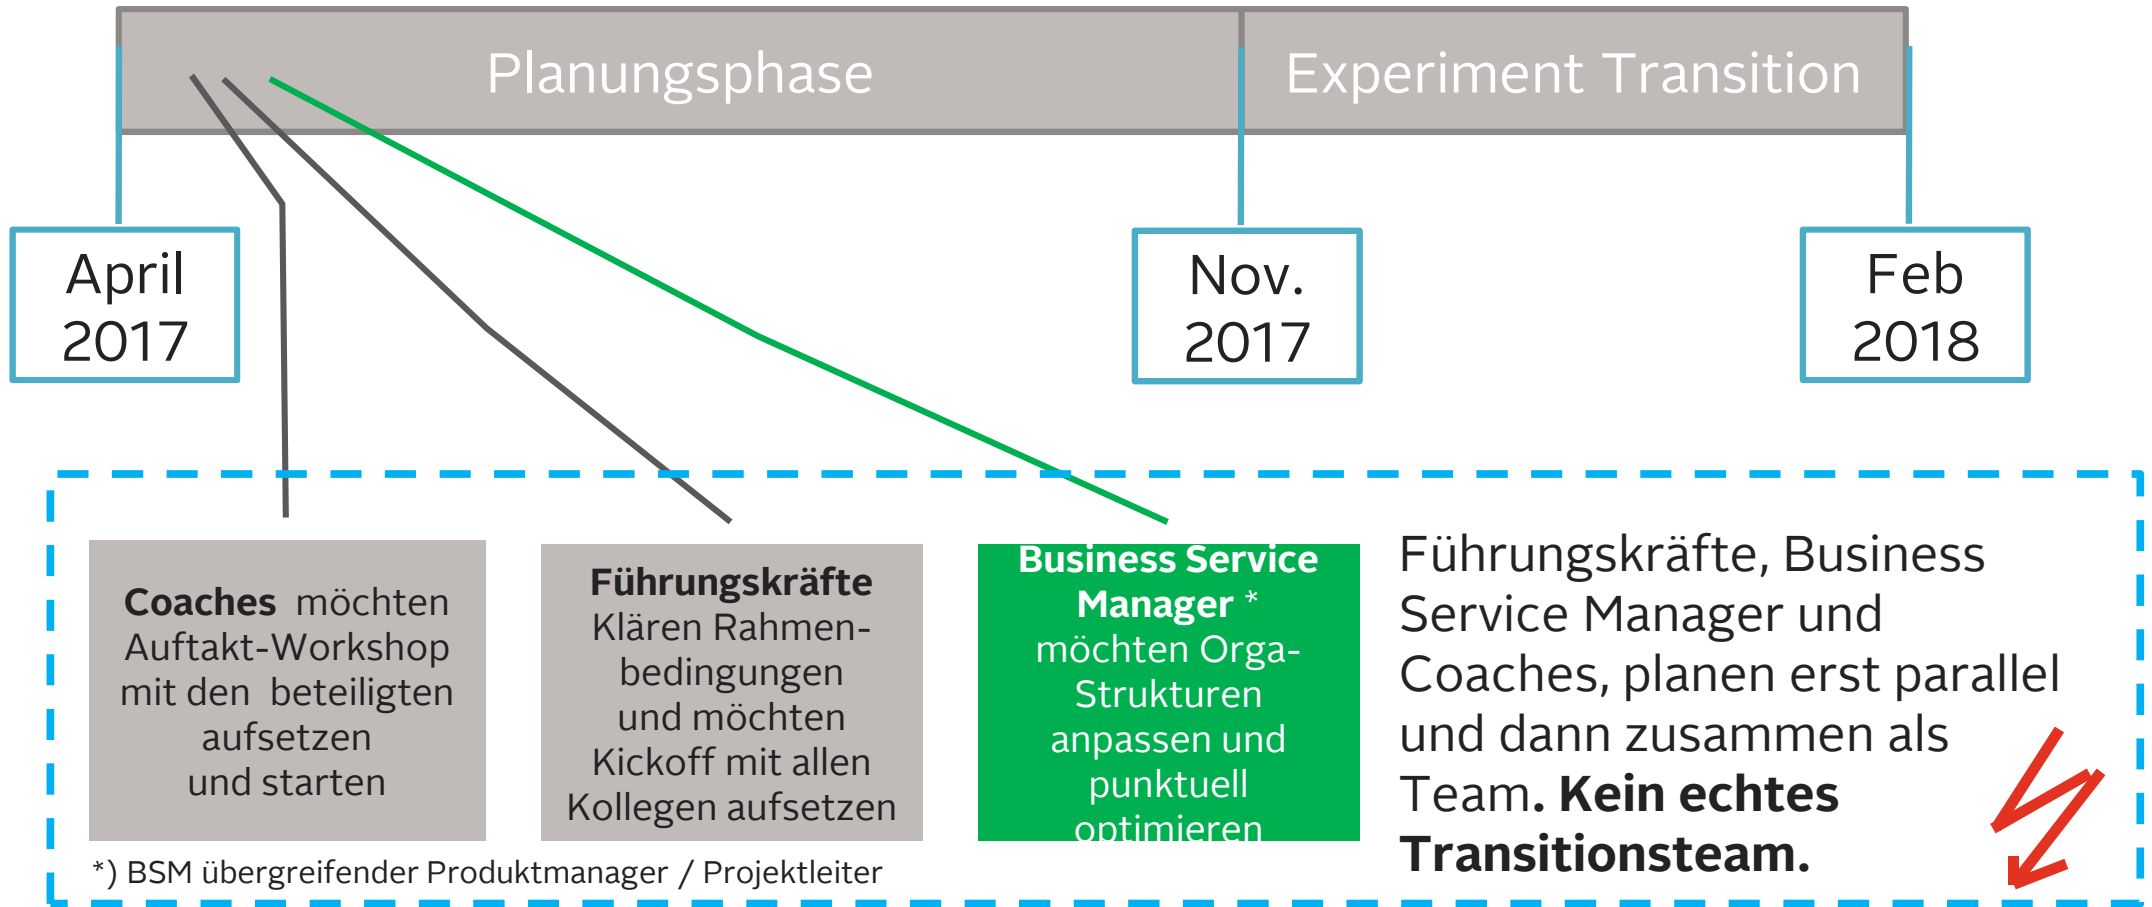 Planungsphase
Experiment Transition
April
2017
Nov.
2017
Feb
2018
Coaches möchten
Auftakt-Workshop
mit den beteiligten
aufsetzen
und starten
Führungskräfte
Klären Rahmen-
bedingungen
und möchten
Kickoff mit allen
Kollegen aufsetzen
Business Service
Manager *
möchten Orga-
Strukturen
anpassen und
punktuell
optimieren
Führungskräfte, Business
Service Manager und
Coaches, planen erst parallel
und dann zusammen als
Team. Kein echtes
Transitionsteam.
*) BSM übergreifender Produktmanager / Projektleiter